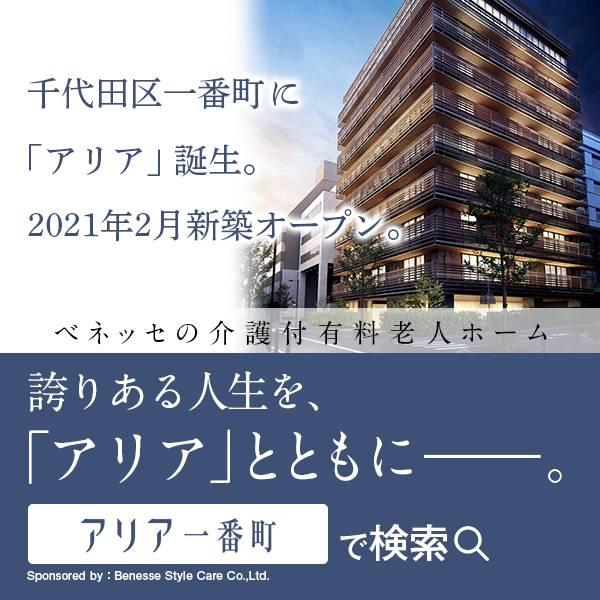 千代田区一番町に
「アリア」誕生。
2021年2月新築オープン。
ベネッセの介護付有料老人ホーム
誇りある人生を、
「アリア」とともに――。
アリア一番町 で検索
Sponsored by：Benesse Style Care Co.,Ltd.